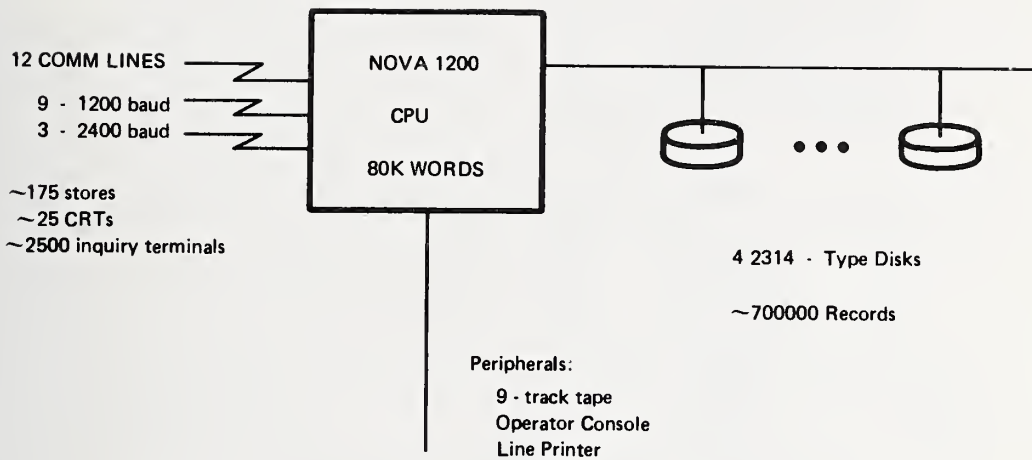 12 COMM LINES
9 - 1200 baud
3 - 2400 baud
~175 stores
~25 CRTs
~2500 inquiry terminals
NOVA 1200
CPU
80K WORDS
4 2314 - Type Disks
~700000 Records
Peripherals:
9 - track tape
Operator Console
Line Printer